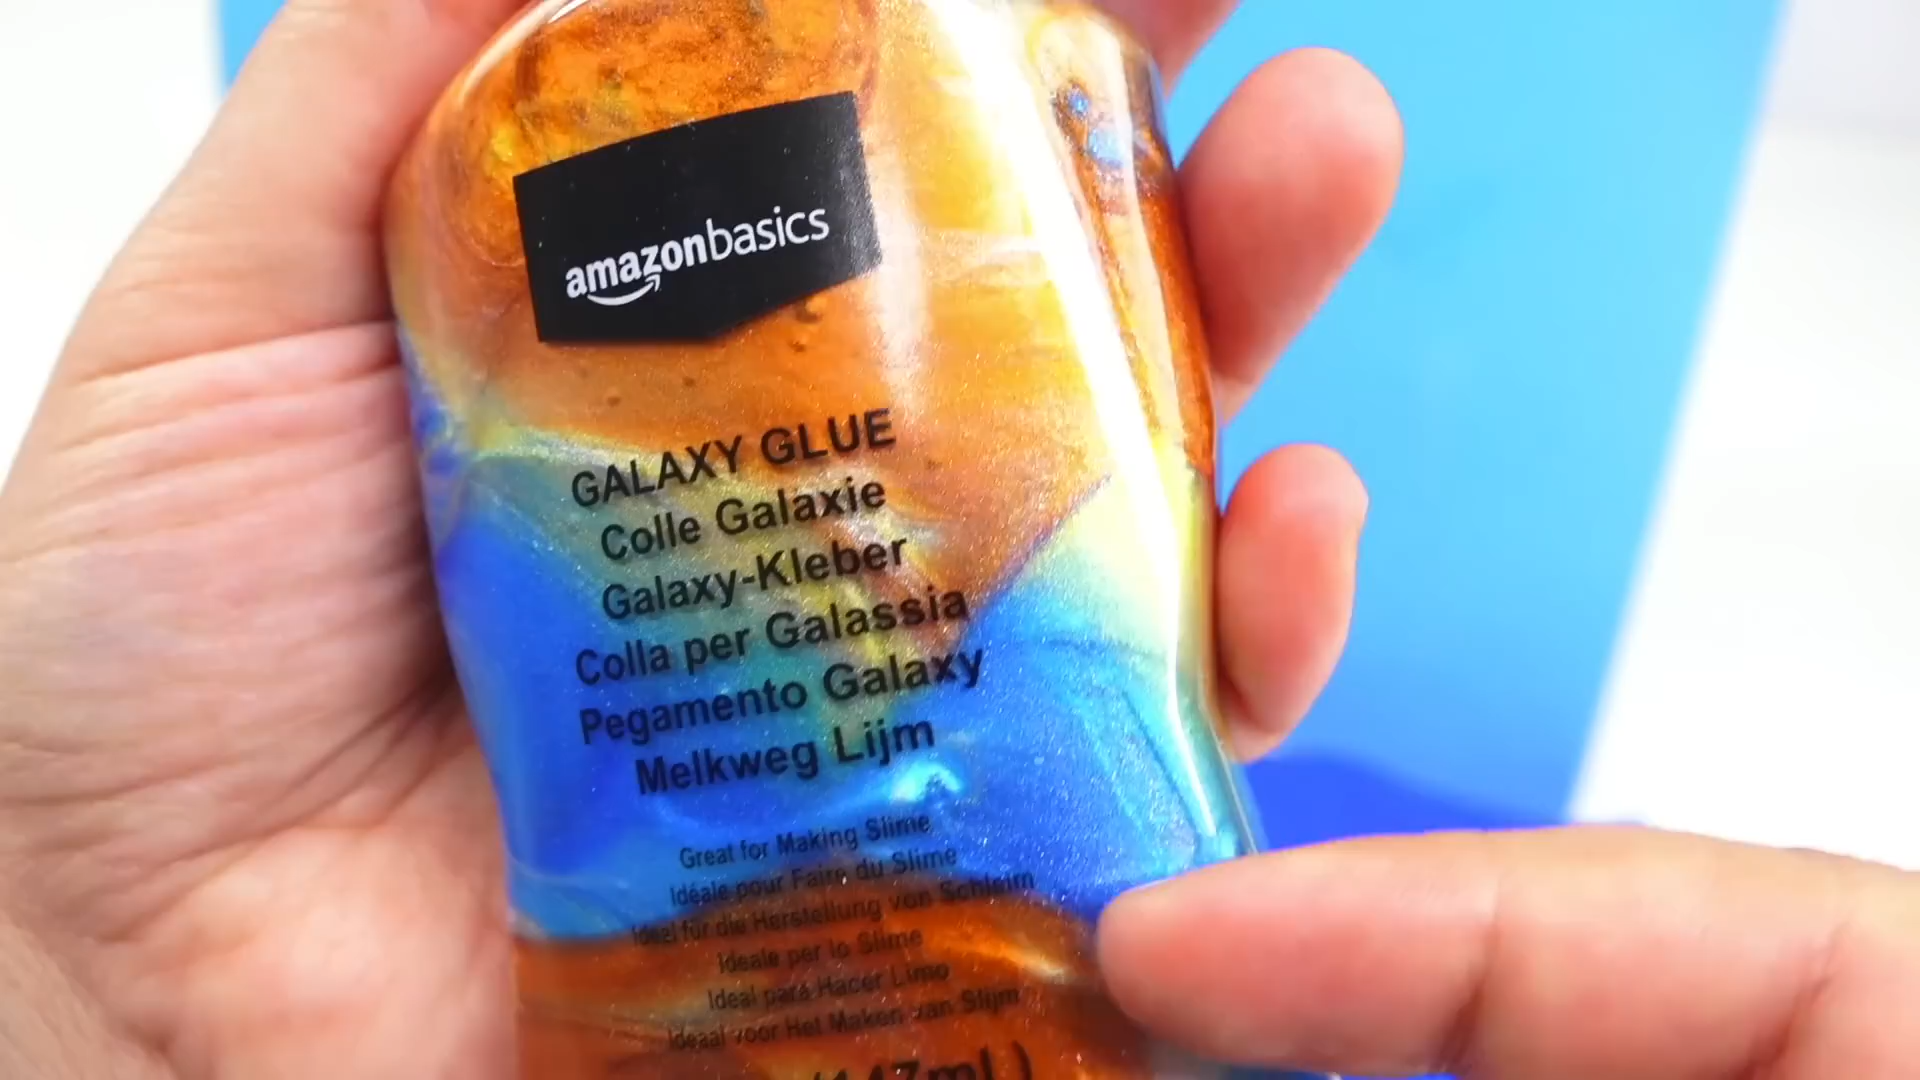 amazonbasics
GALAXY GLUE
Colle Galaxie
Galaxy-Kleber
Colla per Galassia
Pegamento Galaxy
Melkweg Lijm
Great for Making Slime
Idéale pour Faire du Slime
Ideal für die Herstellung von Schleim
Ideale per lo Slime
Ideal para Hacer Limo
Ideaal voor Het Maken van Slijm
(147mL)